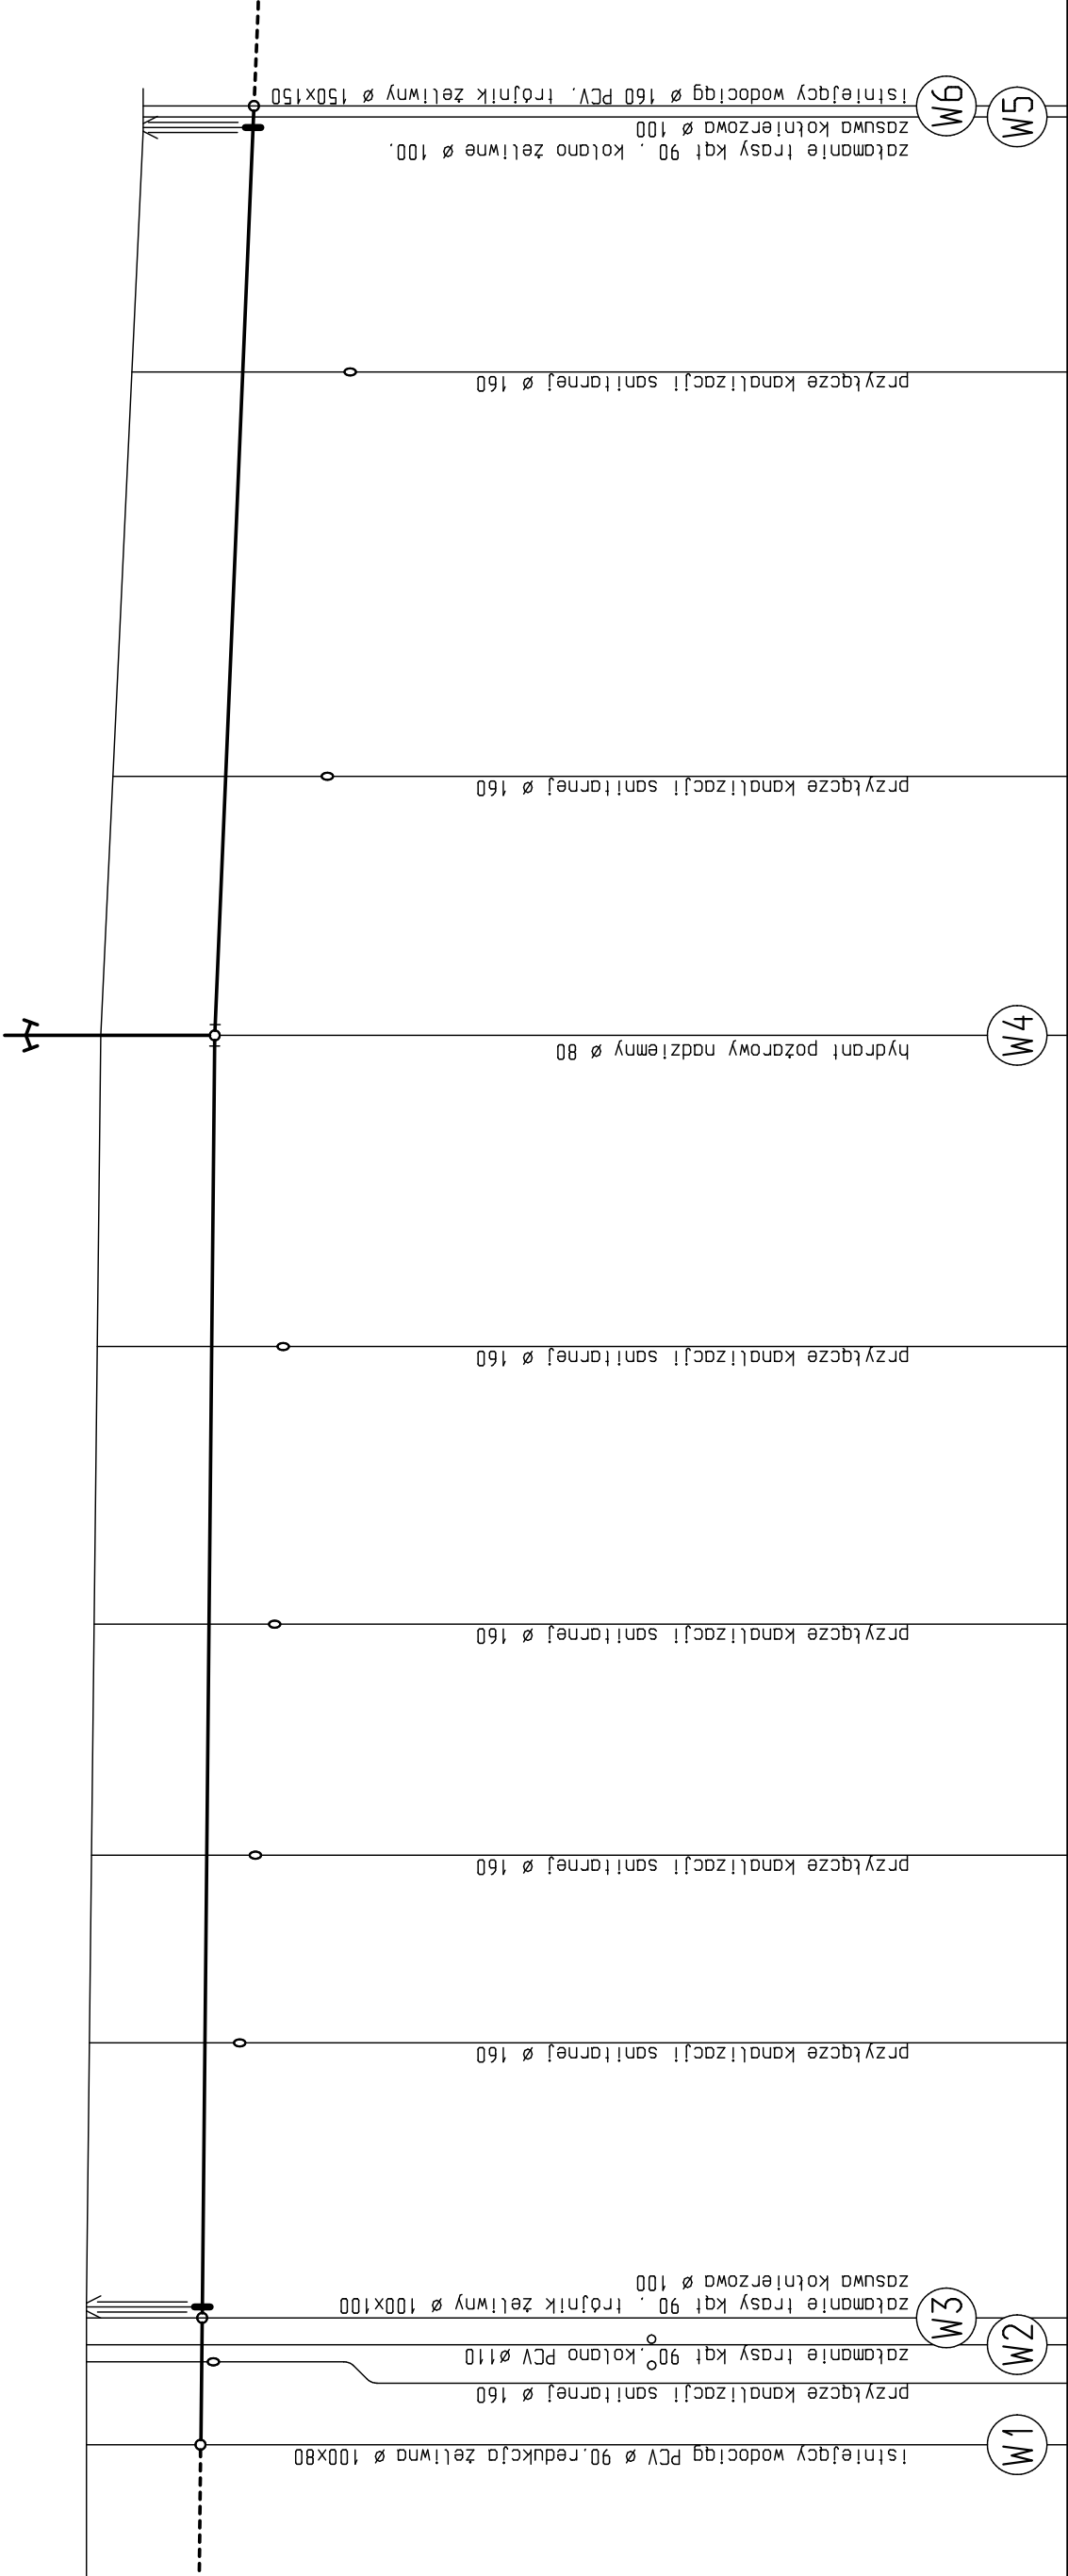 W1
istniejący wodociąg PCV ø 90.redukcja żeliwna ø 100x80
przyłącze kanalizacji sanitarnej ø 160
W2
załamanie trasy kąt 90°.kolano PCV ø110
W3
załamanie trasy kąt 90°. trójnik żeliwny ø 100x100
zasuwa kołnierzowa ø 100
przyłącze kanalizacji sanitarnej ø 160
przyłącze kanalizacji sanitarnej ø 160
przyłącze kanalizacji sanitarnej ø 160
przyłącze kanalizacji sanitarnej ø 160
W4
hydrant pożarowy nadziemny ø 80
przyłącze kanalizacji sanitarnej ø 160
przyłącze kanalizacji sanitarnej ø 160
załamanie trasy kąt 90 . kolano żeliwne ø 100.
zasuwa kołnierzowa ø 100
W5
W6
istniejący wodociąg ø 160 PCV. trójnik żeliwny ø 150x150